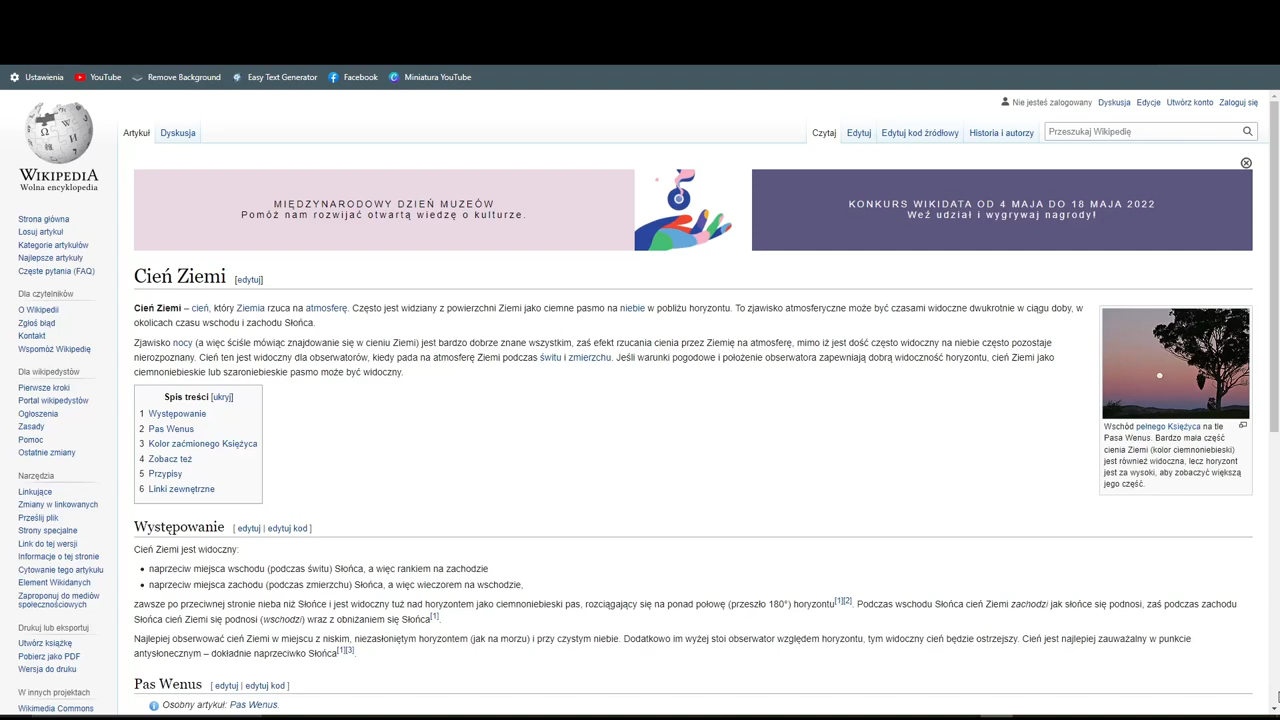 Ustawienia YouTube Remove Background Easy Text Generator Facebook Miniatura YouTube
Nie jesteś zalogowany Dyskusja Edycje Utwórz konto Zaloguj się
Artykuł Dyskusja Czytaj Edytuj Edytuj kod źródłowy Historia i autorzy Przeszukaj Wikipedię
WIKIPEDIA
Wolna encyklopedia
Strona główna
Losuj artykuł
Kategorie artykułów
Najlepsze artykuły
Częste pytania (FAQ)
Dla czytelników
O Wikipedii
Zgłoś błąd
Kontakt
Wspomóż Wikipedię
Dla wikipedystów
Pierwsze kroki
Portal wikipedystów
Ogłoszenia
Zasady
Pomoc
Ostatnie zmiany
Narzędzia
Linkujące
Zmiany w linkowanych
Prześlij plik
Strony specjalne
Link do tej wersji
Informacje o tej stronie
Cytowanie tego artykułu
Element Wikidanych
Zaproponuj do mediów
społecznościowych
Drukuj lub eksportuj
Utwórz książkę
Pobierz jako PDF
Wersja do druku
W innych projektach
Wikimedia Commons
MIĘDZYNARODOWY DZIEŃ MUZEÓW
Pomóż nam rozwijać otwartą wiedzę o kulturze.
KONKURS WIKIDATA OD 4 MAJA DO 18 MAJA 2022
Weź udział i wygrywaj nagrody!
Cień Ziemi [edytuj]
Cień Ziemi – cień, który Ziemia rzuca na atmosferę. Często jest widziany z powierzchni Ziemi jako ciemne pasmo na niebie w pobliżu horyzontu. To zjawisko atmosferyczne może być czasami widoczne dwukrotnie w ciągu doby, w
okolicach czasu wschodu i zachodu Słońca.
Zjawisko nocy (a więc ściśle mówiąc znajdowanie się w cieniu Ziemi) jest bardzo dobrze znane wszystkim, zaś efekt rzucania cienia przez Ziemię na atmosferę, mimo iż jest dość często widoczny na niebie często pozostaje
nierozpoznany. Cień ten jest widoczny dla obserwatorów, kiedy pada na atmosferę Ziemi podczas świtu i zmierzchu. Jeśli warunki pogodowe i położenie obserwatora zapewniają dobrą widoczność horyzontu, cień Ziemi jako
ciemnoniebieskie lub szaroniebieskie pasmo może być widoczny.
Wschód pełnego Księżyca na tle
Pasa Wenus. Bardzo mała część
cienia Ziemi (kolor ciemnoniebieski)
jest również widoczna, lecz horyzont
jest za wysoki, aby zobaczyć większą
jego część.
Spis treści [ukryj]
1 Występowanie
2 Pas Wenus
3 Kolor zaćmionego Księżyca
4 Zobacz też
5 Przypisy
6 Linki zewnętrzne
Występowanie [ edytuj | edytuj kod ]
Cień Ziemi jest widoczny:
• naprzeciw miejsca wschodu (podczas świtu) Słońca, a więc rankiem na zachodzie
• naprzeciw miejsca zachodu (podczas zmierzchu) Słońca, a więc wieczorem na wschodzie,
zawsze po przeciwnej stronie nieba niż Słońce i jest widoczny tuż nad horyzontem jako ciemnoniebieski pas, rozciągający się na ponad połowę (przeszło 180°) horyzontu[1][2]. Podczas wschodu Słońca cień Ziemi zachodzi jak słońce się podnosi, zaś podczas zachodu
Słońca cień Ziemi się podnosi (wschodzi) wraz z obniżaniem się Słońca[1].
Najlepiej obserwować cień Ziemi w miejscu z niskim, niezasłoniętym horyzontem (jak na morzu) i przy czystym niebie. Dodatkowo im wyżej stoi obserwator względem horyzontu, tym widoczny cień będzie ostrzejszy. Cień jest najlepiej zauważalny w punkcie
antysłonecznym – dokładnie naprzeciwko Słońca[1][3].
Pas Wenus [ edytuj | edytuj kod ]
Osobny artykuł: Pas Wenus.